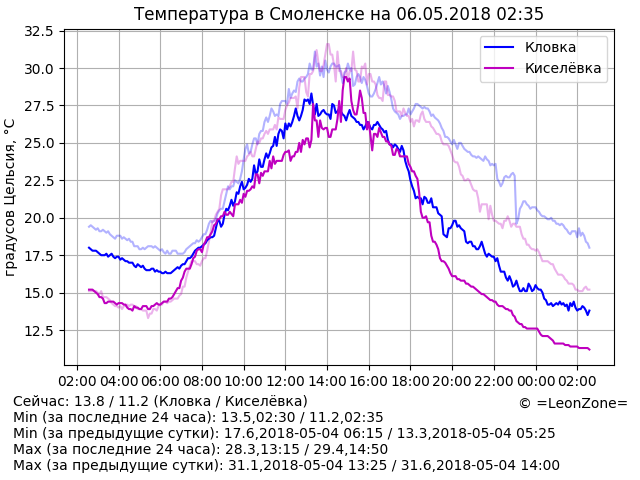 Температура в Смоленске на 06.05.2018 02:35
градусов Цельсия, °C
32.5
30.0
27.5
25.0
22.5
20.0
17.5
15.0
12.5
Кловка
Киселёвка
02:00 04:00 06:00 08:00 10:00 12:00 14:00 16:00 18:00 20:00 22:00 00:00 02:00
Сейчас: 13.8 / 11.2 (Кловка / Киселёвка)
© =LeonZone=
Min (за последние 24 часа): 13.5,02:30 / 11.2,02:35
Min (за предыдущие сутки): 17.6,2018-05-04 06:15 / 13.3,2018-05-04 05:25
Max (за последние 24 часа): 28.3,13:15 / 29.4,14:50
Max (за предыдущие сутки): 31.1,2018-05-04 13:25 / 31.6,2018-05-04 14:00